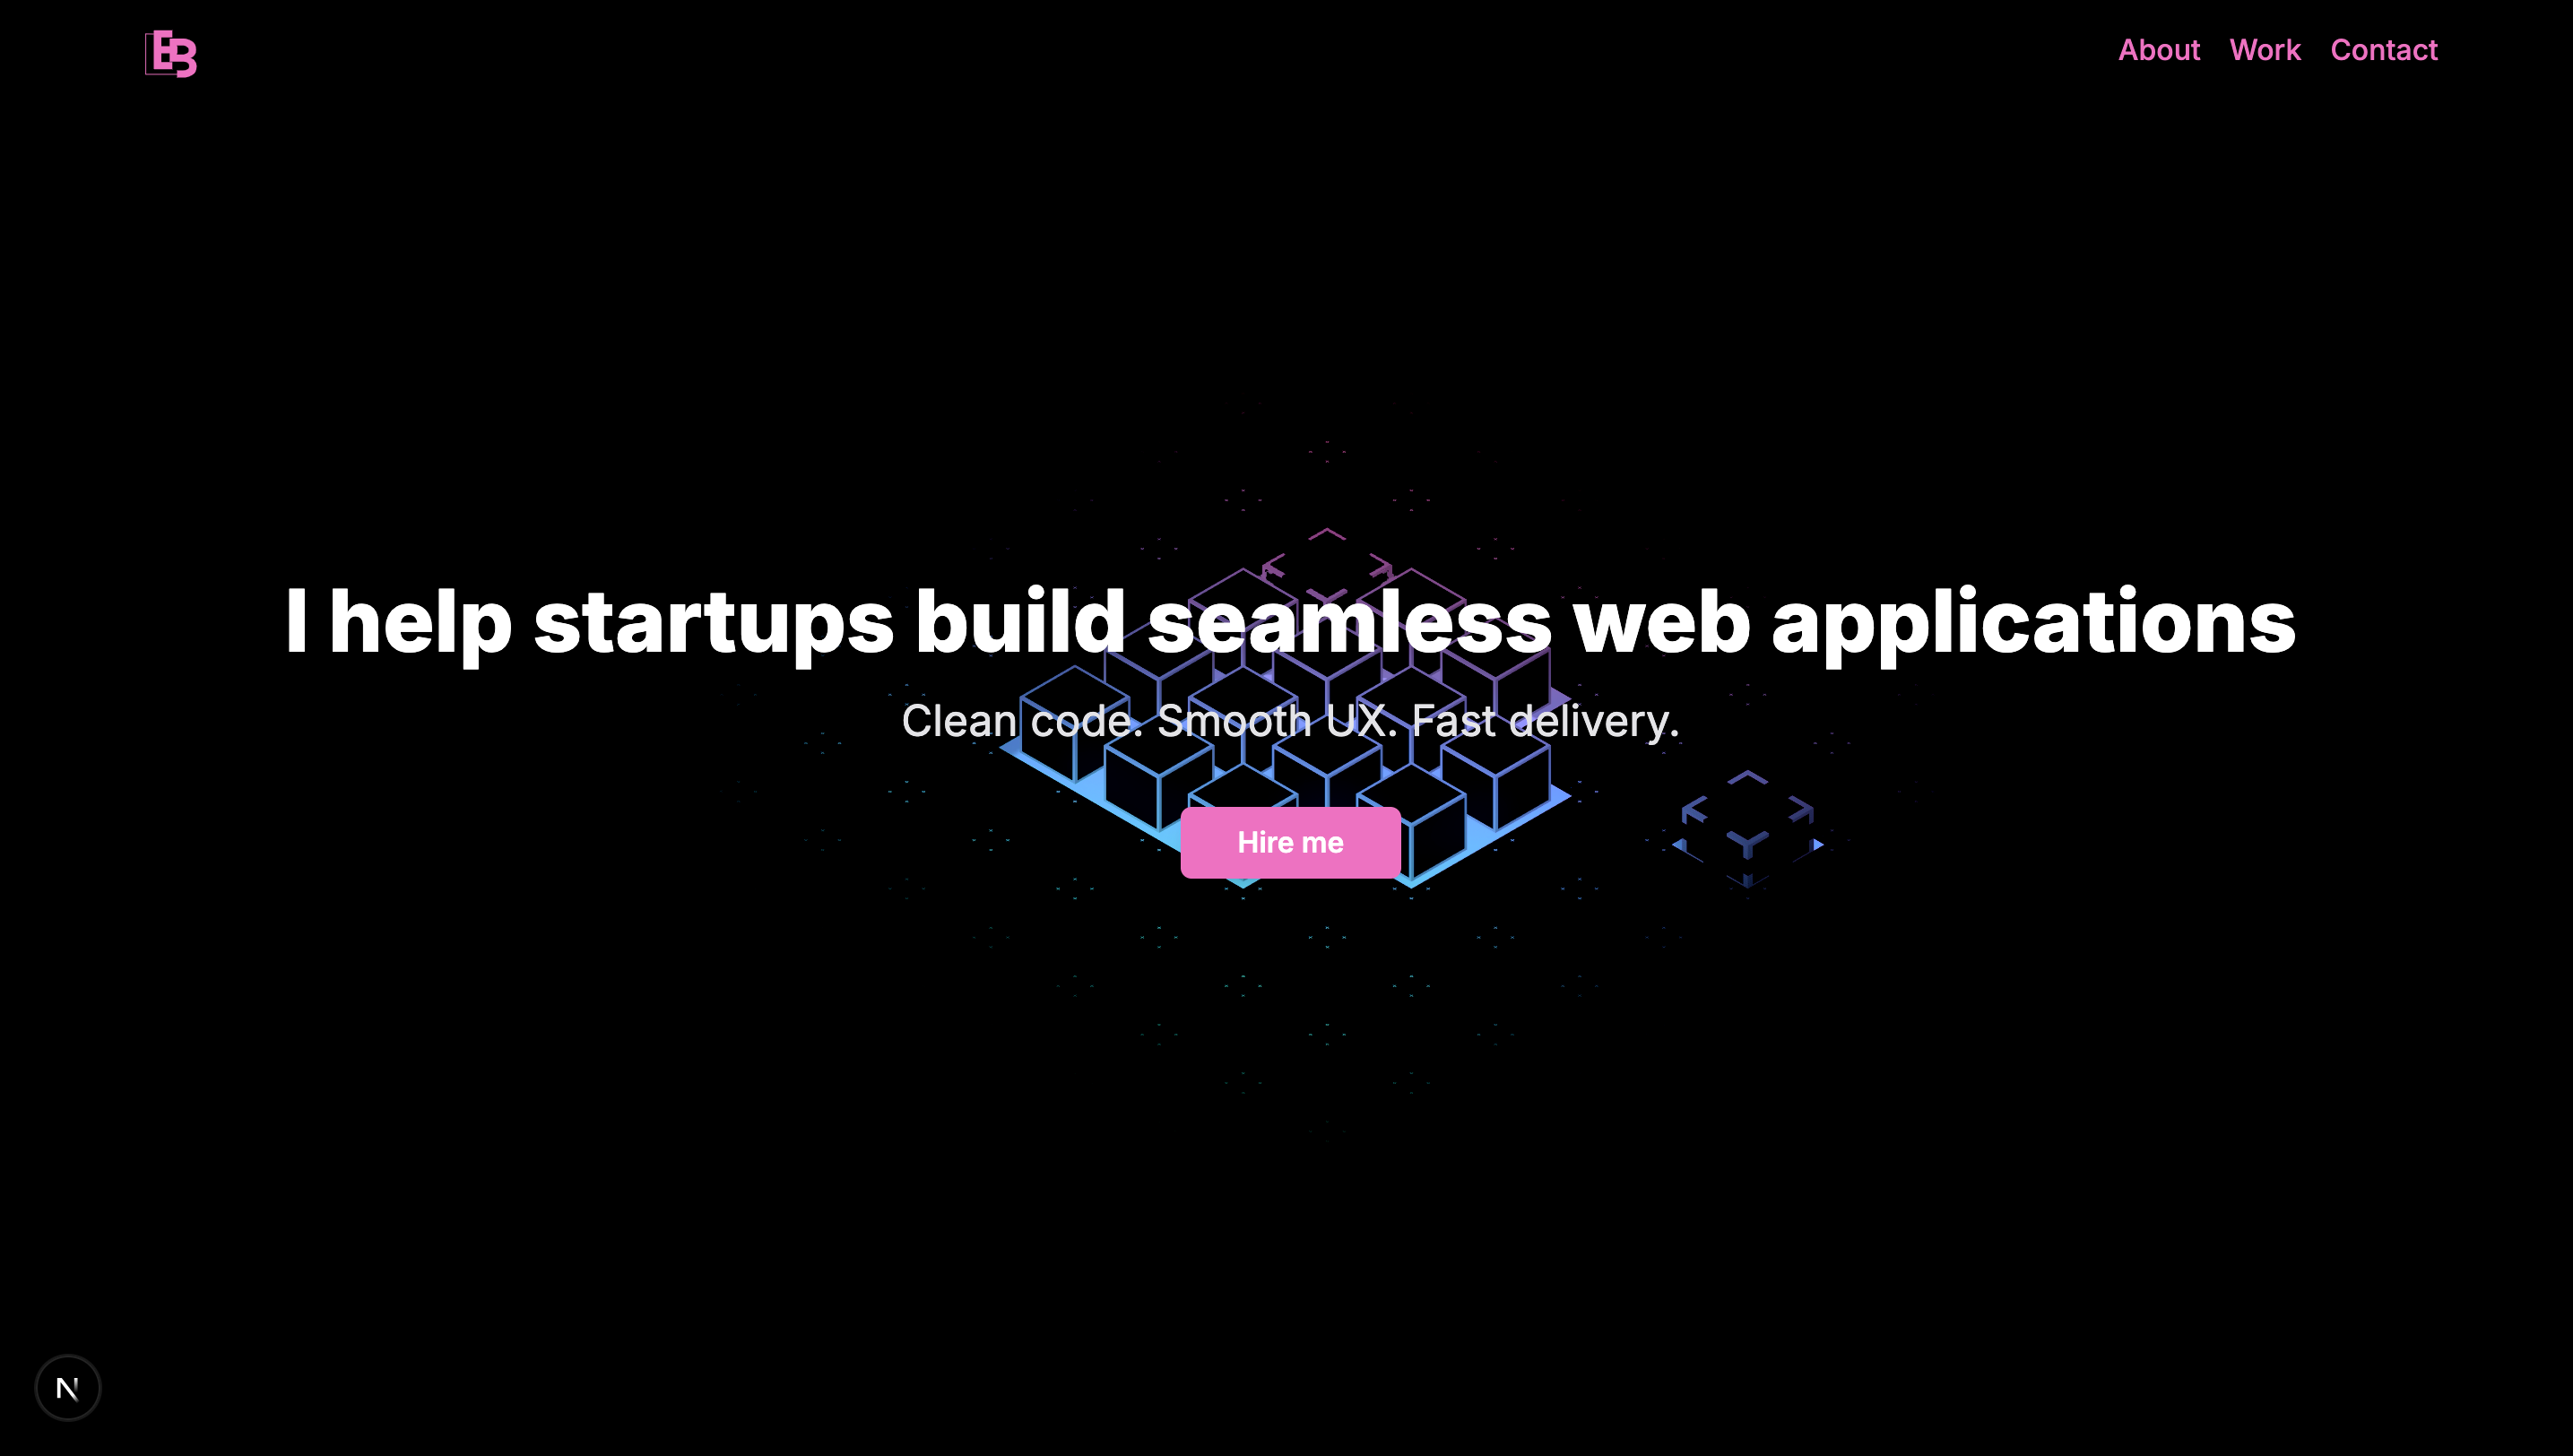 EB
About Work Contact
I help startups build seamless web applications
Clean code. Smooth UX. Fast delivery.
Hire me
N